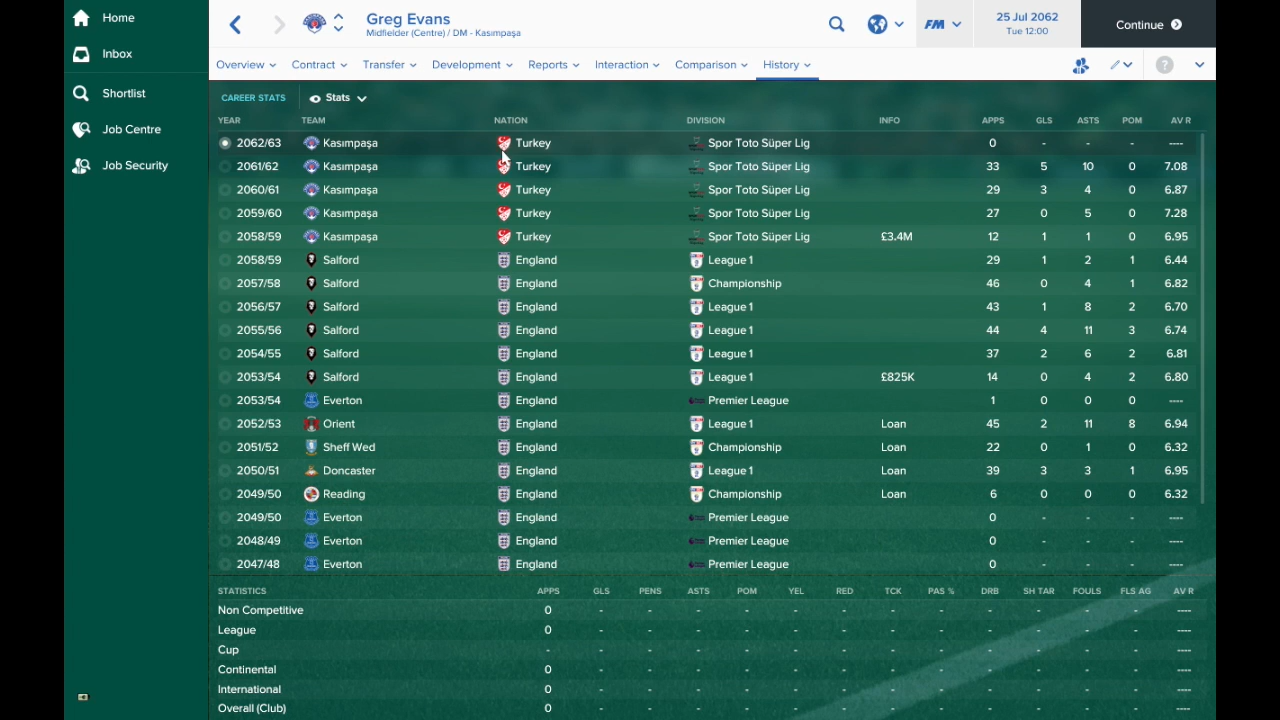 Home
Inbox
Shortlist
Job Centre
Job Security
Greg Evans
Midfielder (Centre) / DM - Kasımpaşa
FM
25 Jul 2062
Tue 12:00
Continue
Overview Contract Transfer Development Reports Interaction Comparison History ?
CAREER STATS Stats
YEAR TEAM NATION DIVISION INFO APPS GLS ASTS POM AV R
2062/63 Kasımpaşa Turkey Spor Toto Süper Lig 0 - - - ----
2061/62 Kasımpaşa Turkey Spor Toto Süper Lig 33 5 10 0 7.08
2060/61 Kasımpaşa Turkey Spor Toto Süper Lig 29 3 4 0 6.87
2059/60 Kasımpaşa Turkey Spor Toto Süper Lig 27 0 5 0 7.28
2058/59 Kasımpaşa Turkey Spor Toto Süper Lig £3.4M 12 1 1 0 6.95
2058/59 Salford England League 1 29 1 2 1 6.44
2057/58 Salford England Championship 46 0 4 1 6.82
2056/57 Salford England League 1 43 1 8 2 6.70
2055/56 Salford England League 1 44 4 11 3 6.74
2054/55 Salford England League 1 37 2 6 2 6.81
2053/54 Salford England League 1 £825K 14 0 4 2 6.80
2053/54 Everton England Premier League 1 0 0 0 ----
2052/53 Orient England League 1 Loan 45 2 11 8 6.94
2051/52 Sheff Wed England Championship Loan 22 0 1 0 6.32
2050/51 Doncaster England League 1 Loan 39 3 3 1 6.95
2049/50 Reading England Championship Loan 6 0 0 0 6.32
2049/50 Everton England Premier League 0 - - - ----
2048/49 Everton England Premier League 0 - - - ----
2047/48 Everton England Premier League 0 - - - ----
STATISTICS APPS GLS PENS ASTS POM YEL RED TCK PAS % DRB SH TAR FOULS FLS AG AV R
Non Competitive 0 - - - - - - - - - - - - ----
League 0 - - - - - - - - - - - - ----
Cup - - - - - - - - - - - - - ----
Continental 0 - - - - - - - - - - - - ----
International 0 - - - - - - - - - - - - ----
Overall (Club) 0 - - - - - - - - - - - - ----